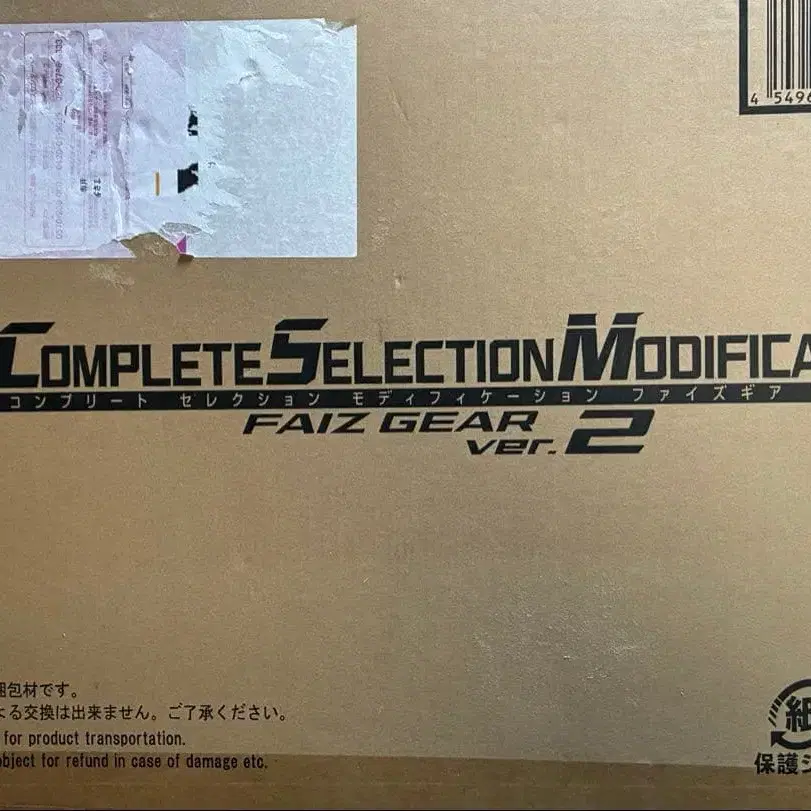 4 5496
COMPLETE SELECTION MODIFICA
コンプリート セレクション モディフィケーション ファイズギア
FAIZ GEAR
ver. 2
梱包材です。
よる交換は出来ません。ご了承ください。
for product transportation.
object for refund in case of damage etc.
紙
保護シ